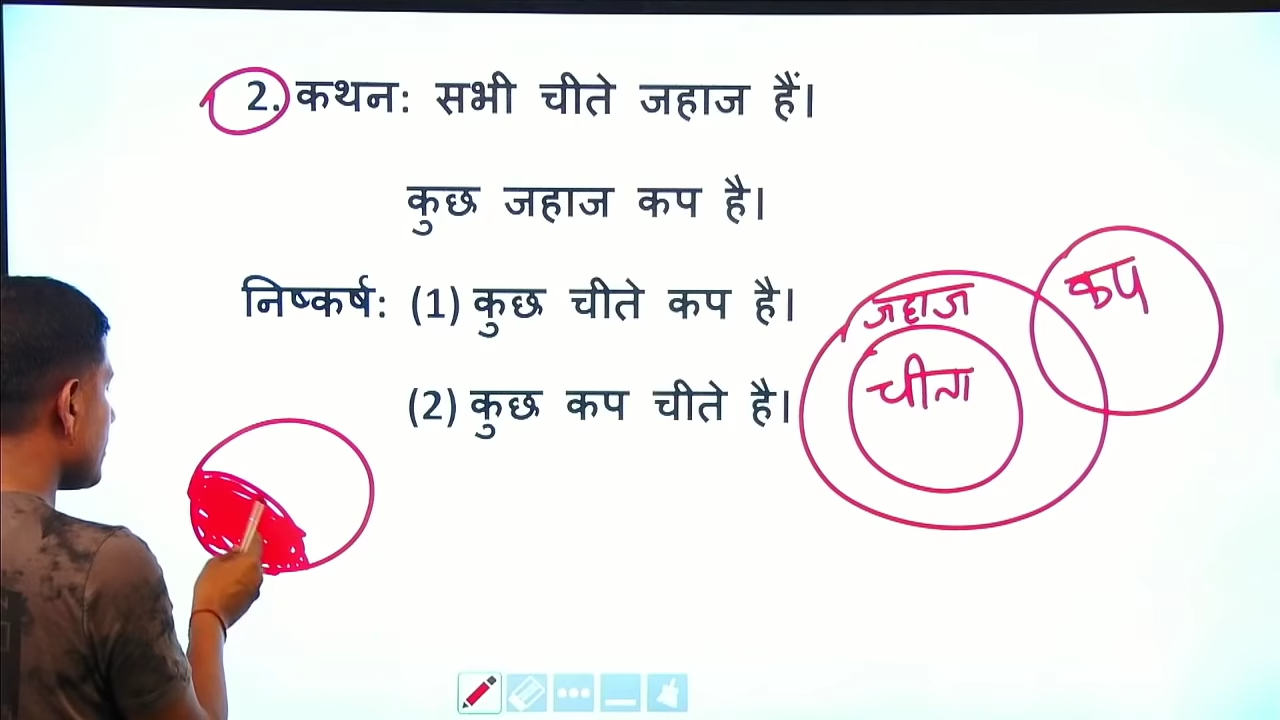 2. कथन: सभी चीते जहाज हैं।
कुछ जहाज कप है।
निष्कर्ष: (1) कुछ चीते कप है।
(2) कुछ कप चीते है।
जहाज
चीता
कप